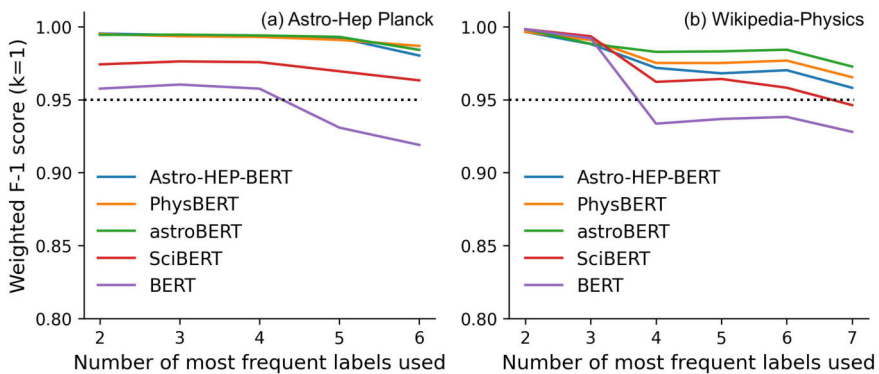 (a) Astro-Hep Planck
1.00
0.95
0.90
0.85
0.80
Weighted F-1 score (k=1)
Astro-HEP-BERT
PhysBERT
astroBERT
SciBERT
BERT
2 3 4 5 6
Number of most frequent labels used
(b) Wikipedia-Physics
1.00
0.95
0.90
0.85
0.80
Astro-HEP-BERT
PhysBERT
astroBERT
SciBERT
BERT
2 3 4 5 6 7
Number of most frequent labels used